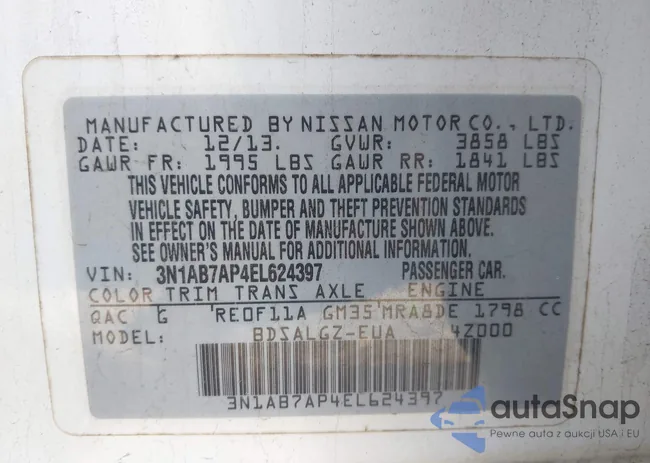 MANUFACTURED BY NISSAN MOTOR CO., LTD.
DATE: 12/13. GVWR: 3858 LBS
GAWR FR: 1995 LBS GAWR RR: 1841 LBS
THIS VEHICLE CONFORMS TO ALL APPLICABLE FEDERAL MOTOR
VEHICLE SAFETY, BUMPER AND THEFT PREVENTION STANDARDS
IN EFFECT ON THE DATE OF MANUFACTURE SHOWN ABOVE.
SEE OWNER'S MANUAL FOR ADDITIONAL INFORMATION.
VIN: 3N1AB7AP4EL624397 PASSENGER CAR.
COLOR TRIM TRANS AXLE ENGINE
QAC G RE0F11A GM35 MRA8DE 1798 CC
MODEL: BDSALGZ-EUA 4Z000
3N1AB7AP4EL624397
autoSnap
Pewne auta z aukcji USA i EU